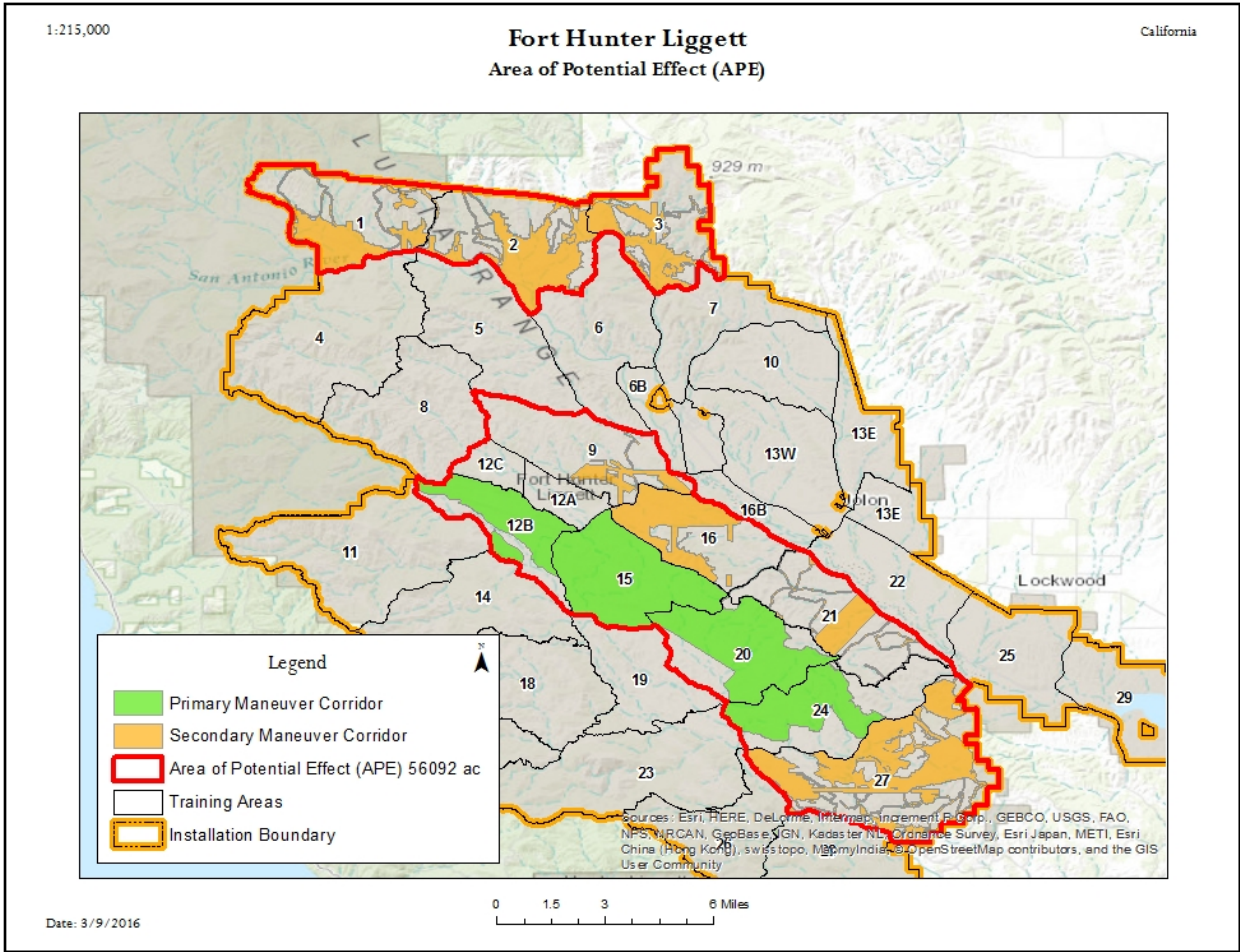 1:215,000
Fort Hunter Liggett
Area of Potential Effect (APE)
California
929 m
LUCIA RANGE
San Antonio River
1
2
3
4
5
6
7
10
6B
8
13E
9
13W
12C
Fort Hunter
Liggett
12A
Jolon
13E
16B
12B
16
11
15
22
Lockwood
14
21
20
25
19
18
29
24
23
27
26
Legend
N
Primary Maneuver Corridor
Secondary Maneuver Corridor
Area of Potential Effect (APE) 56092 ac
Training Areas
Installation Boundary
Sources: Esri, HERE, DeLorme, Intermap, increment P Corp., GEBCO, USGS, FAO,
NPS, NRCAN, GeoBase, IGN, Kadaster NL, Ordnance Survey, Esri Japan, METI, Esri
China (Hong Kong), swisstopo, MapmyIndia, © OpenStreetMap contributors, and the GIS
User Community
0 1.5 3 6 Miles
Date: 3/9/2016